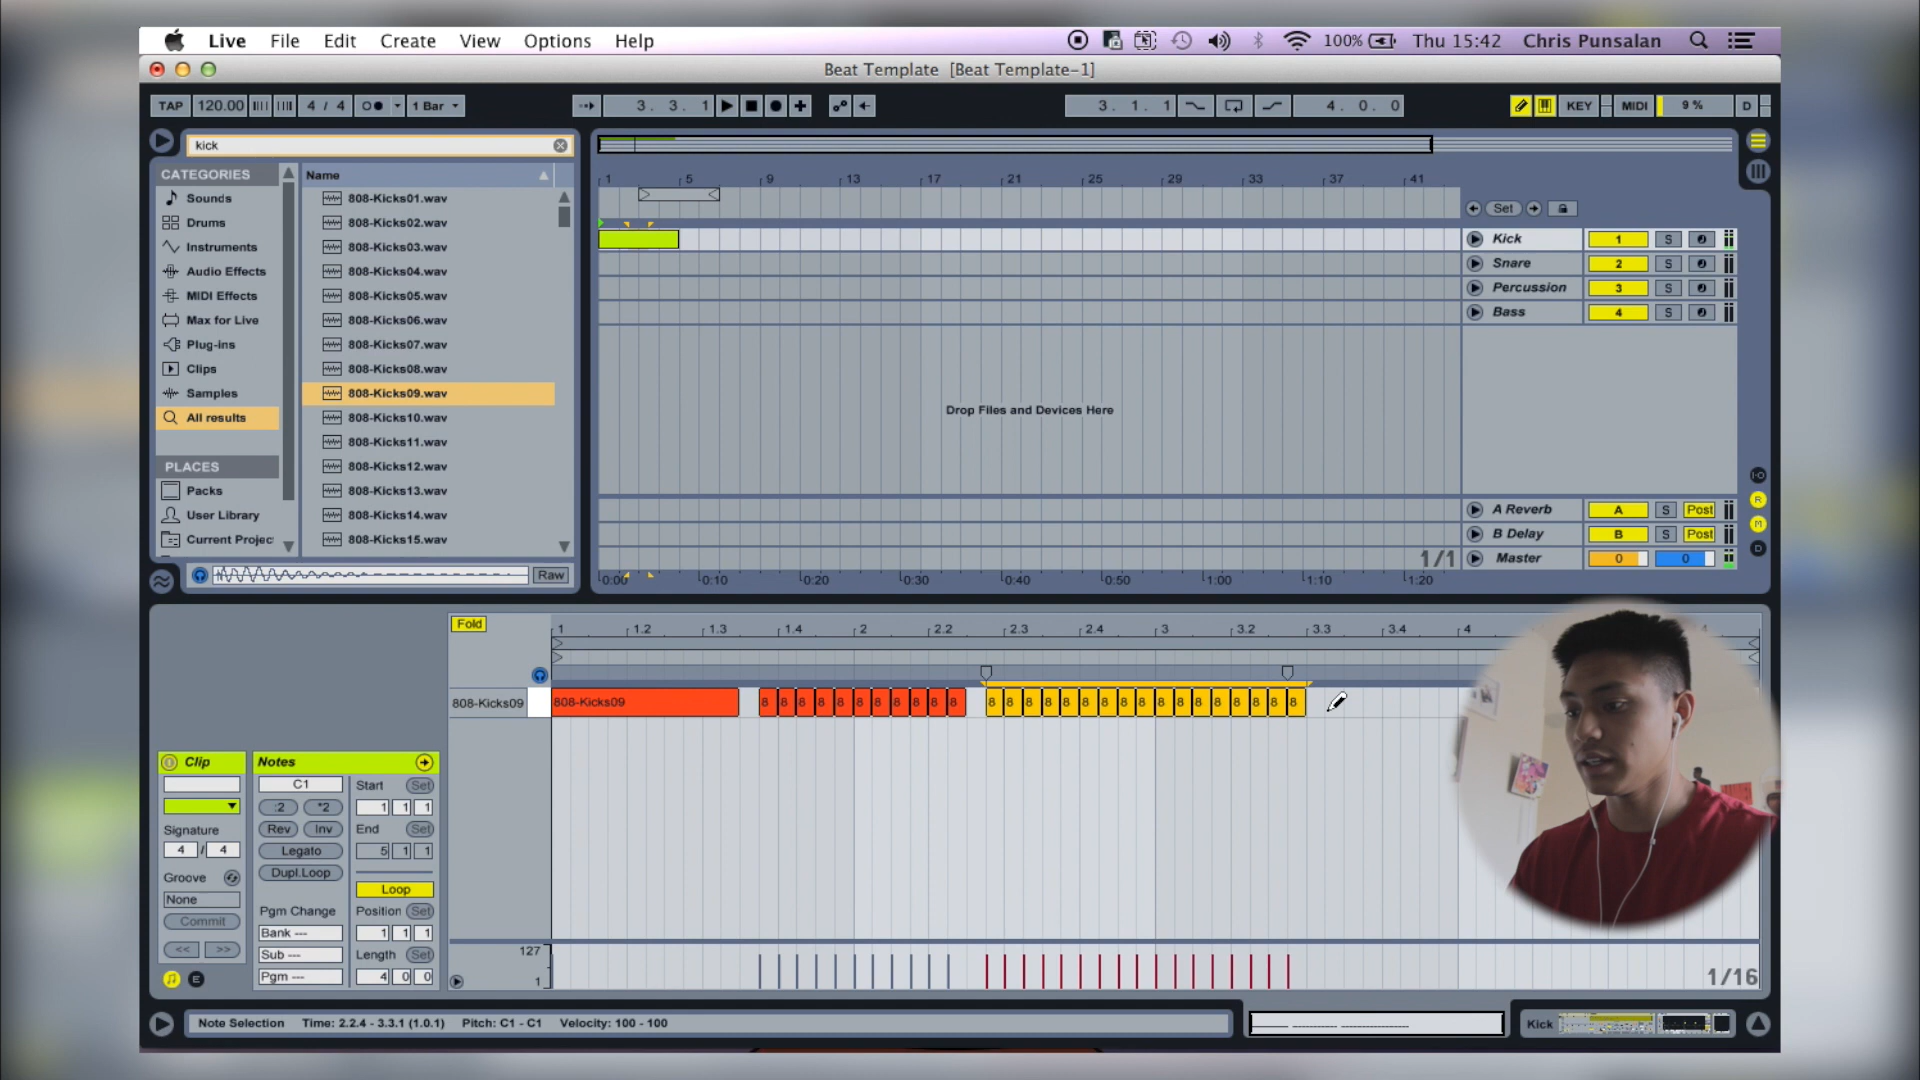 Live File Edit Create View Options Help 100% Thu 15:42 Chris Punsalan
Beat Template [Beat Template-1]
TAP 120.00 4 / 4 1 Bar 3. 3. 1 3. 1. 1 4. 0. 0 KEY MIDI 9 % D
kick
CATEGORIES
Sounds
Drums
Instruments
Audio Effects
MIDI Effects
Max for Live
Plug-ins
Clips
Samples
All results
PLACES
Packs
User Library
Current Projec
Name
808-Kicks01.wav
808-Kicks02.wav
808-Kicks03.wav
808-Kicks04.wav
808-Kicks05.wav
808-Kicks06.wav
808-Kicks07.wav
808-Kicks08.wav
808-Kicks09.wav
808-Kicks10.wav
808-Kicks11.wav
808-Kicks12.wav
808-Kicks13.wav
808-Kicks14.wav
808-Kicks15.wav
Raw
1 5 9 13 17 21 25 29 33 37 41
Set
Kick 1 S
Snare 2 S
Percussion 3 S
Bass 4 S
Drop Files and Devices Here
A Reverb A S Post
B Delay B S Post
1/1 Master 0 0
0:00 0:10 0:20 0:30 0:40 0:50 1:00 1:10 1:20
I-O
R
M
D
Fold
1 1.2 1.3 1.4 2 2.2 2.3 2.4 3 3.2 3.3 3.4 4
808-Kicks09 808-Kicks09 8 8 8 8 8 8 8 8 8 8 8 8 8 8 8 8 8 8 8 8 8 8 8 8 8 8 8 8
Clip
Signature
4 / 4
Groove
None
Commit
<< >>
E
Notes
C1
:2 *2
Rev Inv
Legato
Dupl.Loop
Pgm Change
Bank ---
Sub ---
Pgm ---
Start Set
1 1 1
End Set
5 1 1
Loop
Position Set
1 1 1
Length Set
4 0 0
127
1
1/16
Note Selection Time: 2.2.4 - 3.3.1 (1.0.1) Pitch: C1 - C1 Velocity: 100 - 100
Kick